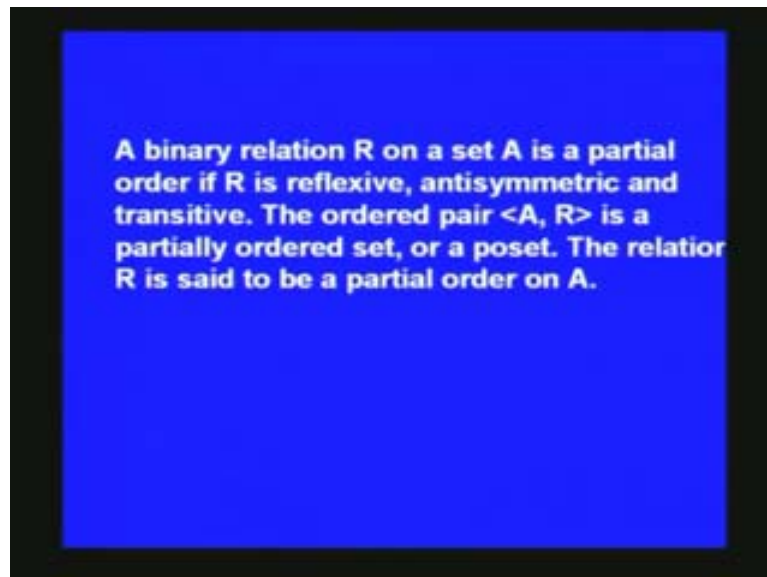 A binary relation R on a set A is a partial
order if R is reflexive, antisymmetric and
transitive. The ordered pair <A, R> is a
partially ordered set, or a poset. The relation
R is said to be a partial order on A.